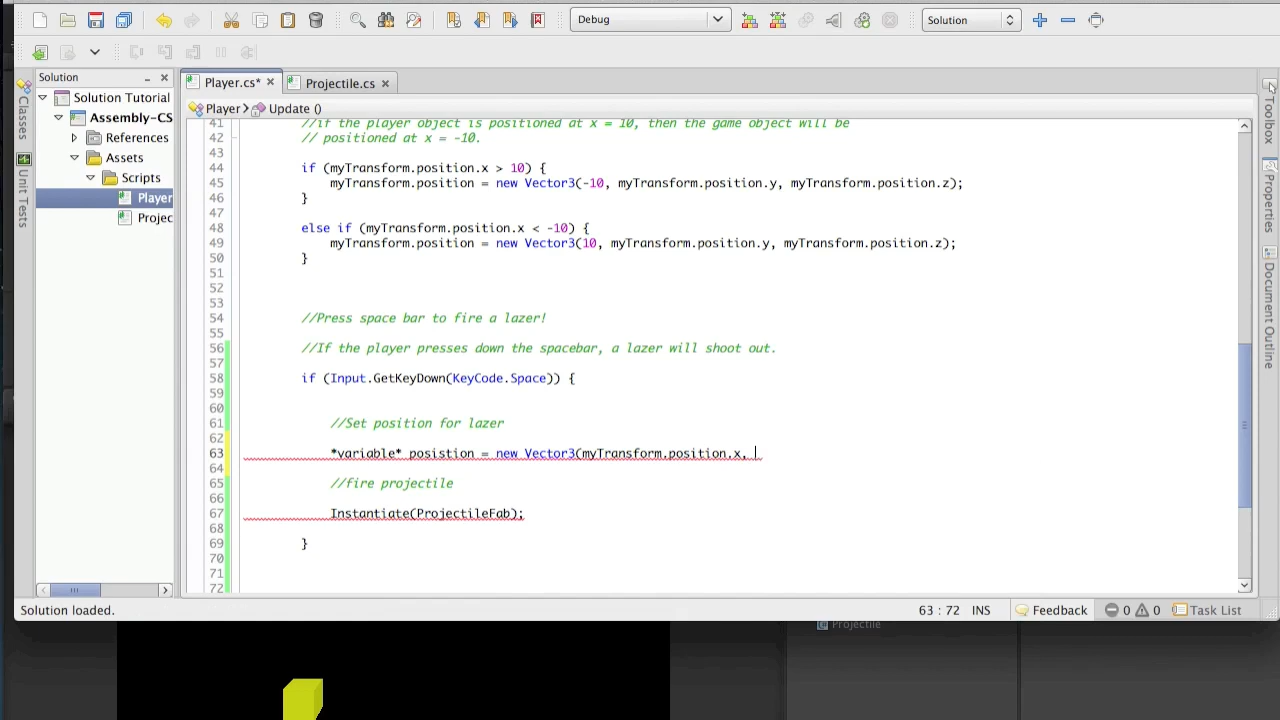 Debug
Solution
Solution
Player.cs*
Projectile.cs
Solution Tutorial
Assembly-CS
References
Assets
Scripts
Player
Projec
Classes
Unit Tests
Player
Update ()
41 //if the player object is positioned at x = 10, then the game object will be
42 // positioned at x = -10.
43
44 if (myTransform.position.x > 10) {
45 myTransform.position = new Vector3(-10, myTransform.position.y, myTransform.position.z);
46 }
47
48 else if (myTransform.position.x < -10) {
49 myTransform.position = new Vector3(10, myTransform.position.y, myTransform.position.z);
50 }
51
52
53
54 //Press space bar to fire a lazer!
55
56 //If the player presses down the spacebar, a lazer will shoot out.
57
58 if (Input.GetKeyDown(KeyCode.Space)) {
59
60
61 //Set position for lazer
62
63 *variable* posistion = new Vector3(myTransform.position.x,
64
65 //fire projectile
66
67 Instantiate(ProjectileFab);
68
69 }
70
71
72
Toolbox
Properties
Document Outline
Solution loaded.
63 : 72 INS
Feedback
0
0
Task List
Projectile